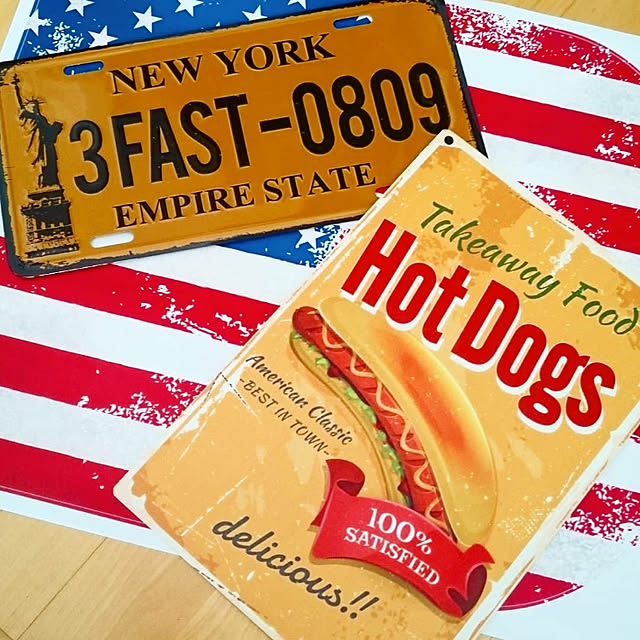 NEW YORK
3FAST-0809
EMPIRE STATE
Takeaway Food
Hot Dogs
American Classic
-BEST IN TOWN-
100%
SATISFIED
delicious!!